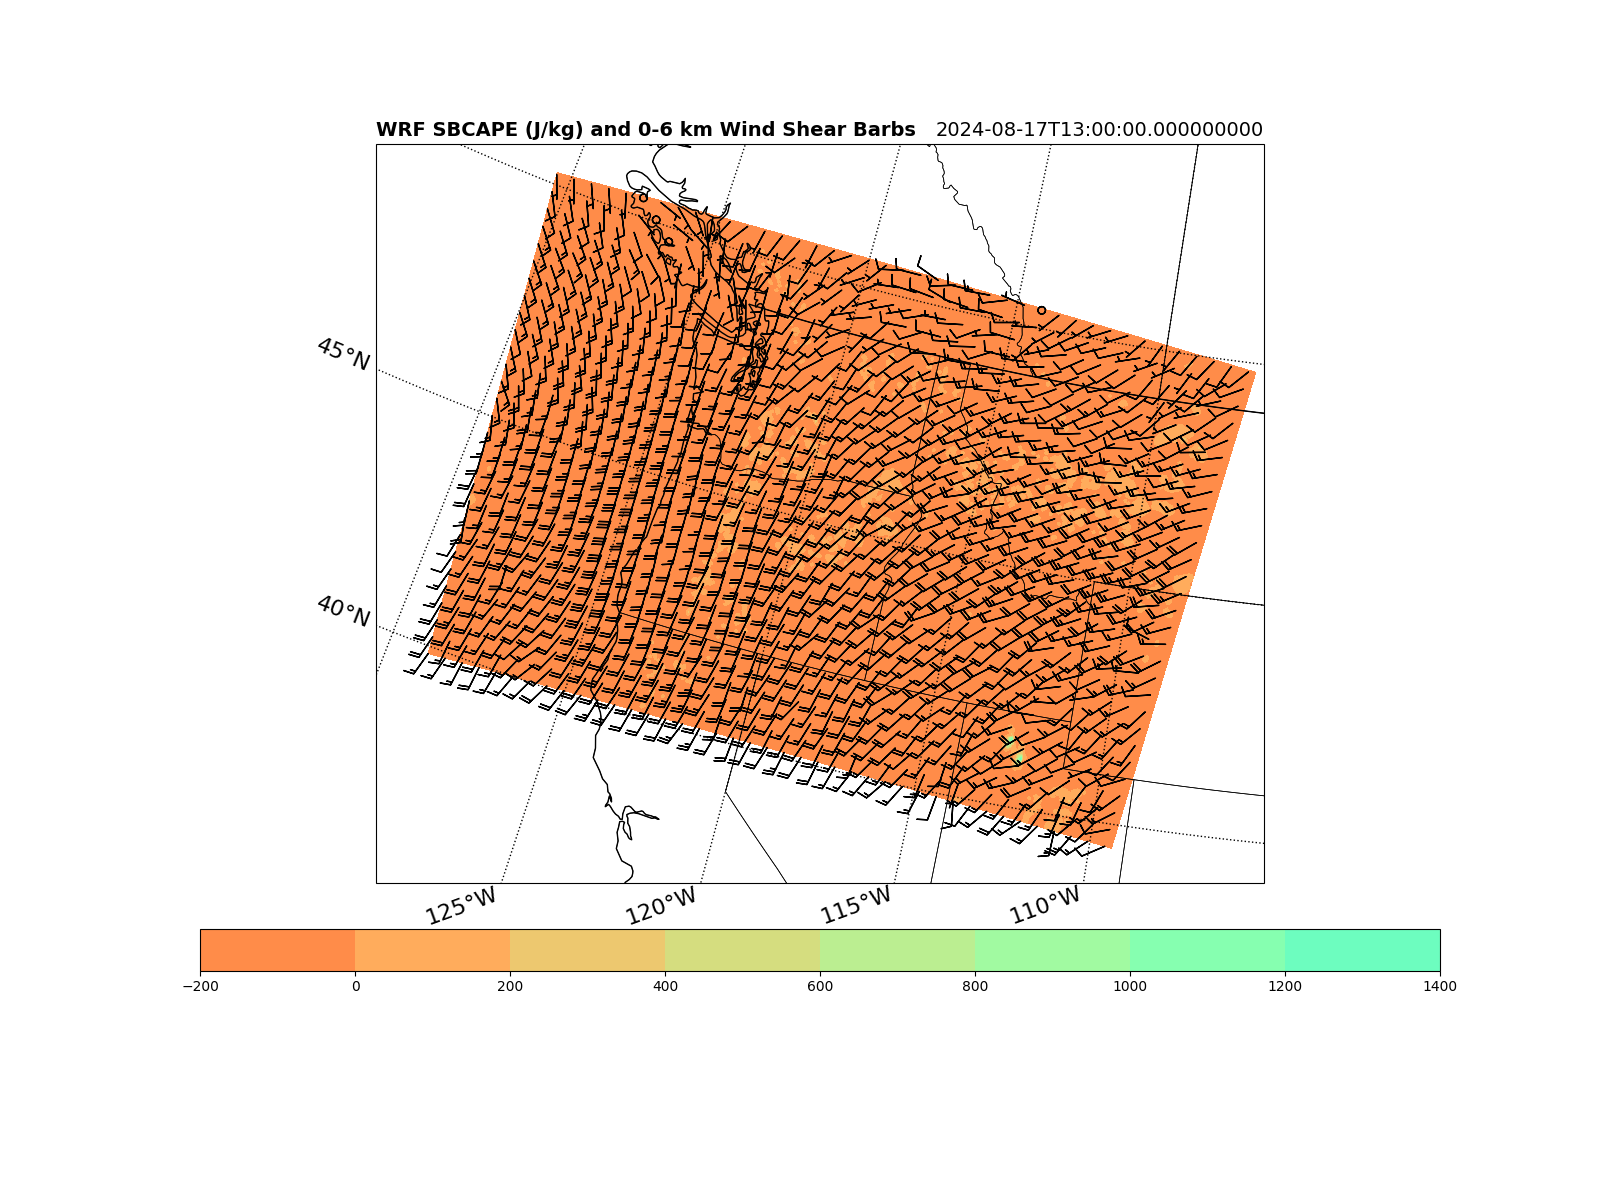 WRF SBCAPE (J/kg) and 0-6 km Wind Shear Barbs 2024-08-17T13:00:00.000000000
45°N
40°N
125°W 120°W 115°W 110°W
−200 0 200 400 600 800 1000 1200 1400